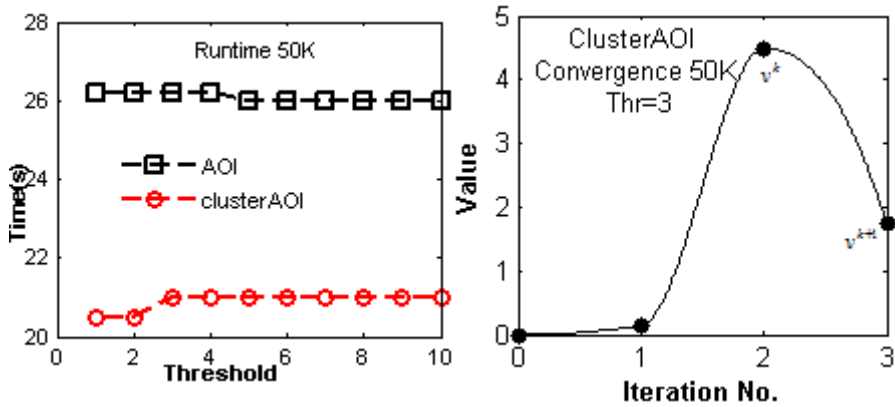 28
26
24
22
20
Time(s)
Runtime 50K
AOI
clusterAOI
0
2
4
6
8
10
Threshold
5
4
3
2
1
0
Value
ClusterAOI
Convergence 50K
Thr=3
v^k
v^{k+1}
0
1
2
3
Iteration No.